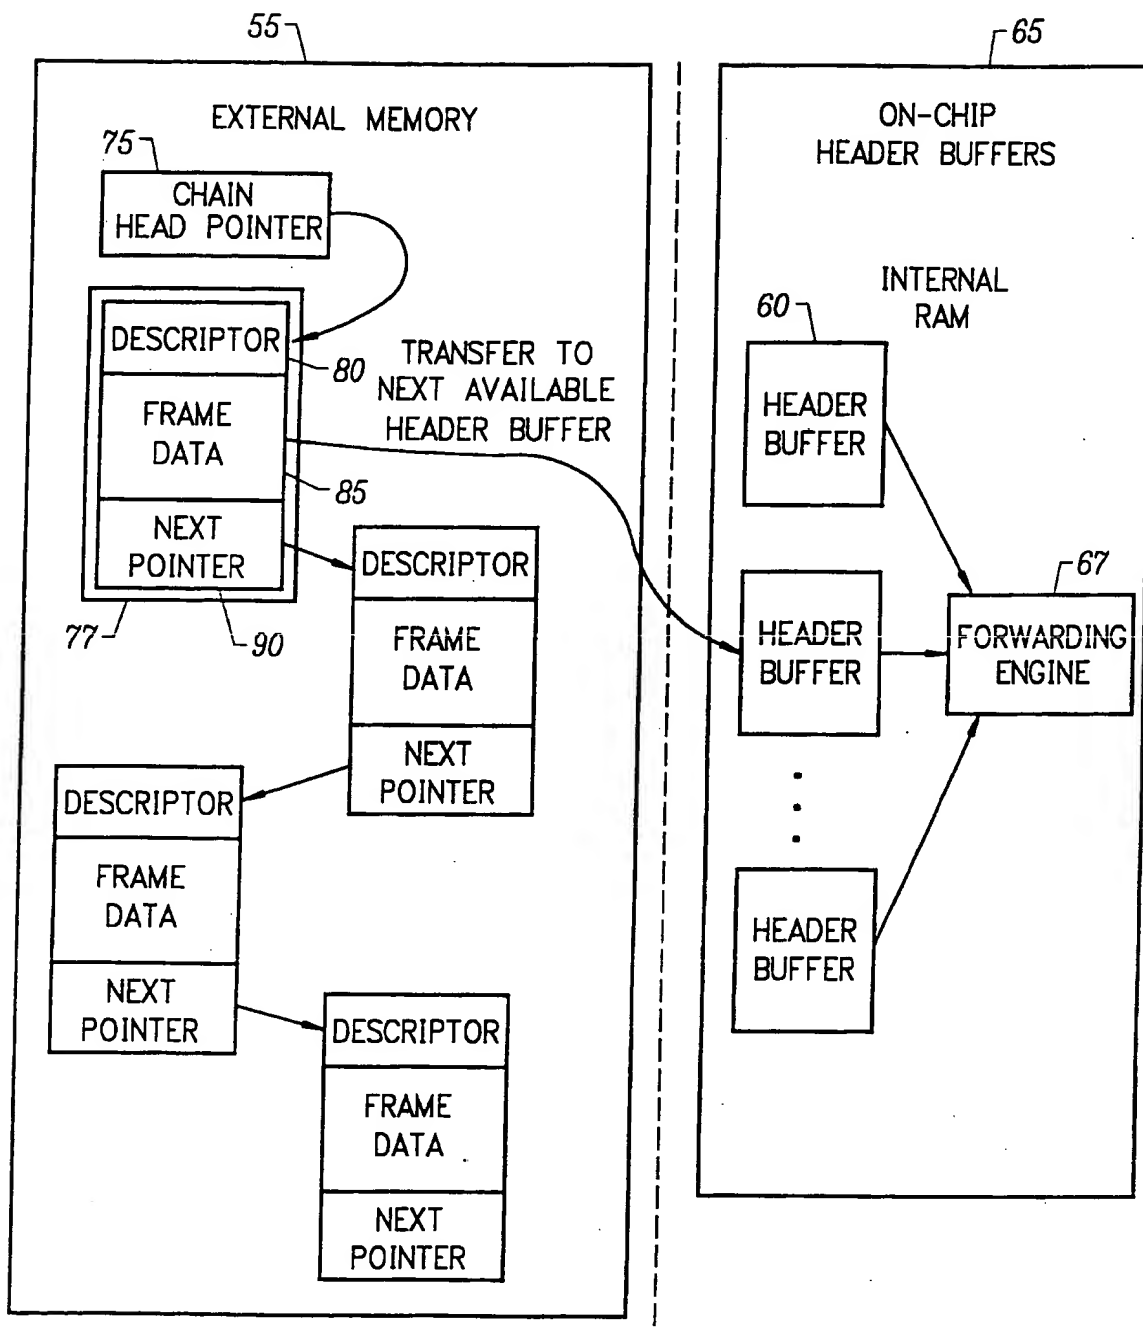 55
65
EXTERNAL MEMORY
75
CHAIN
HEAD POINTER
DESCRIPTOR
80
FRAME
DATA
85
NEXT
POINTER
77
90
TRANSFER TO
NEXT AVAILABLE
HEADER BUFFER
DESCRIPTOR
FRAME
DATA
NEXT
POINTER
DESCRIPTOR
FRAME
DATA
NEXT
POINTER
DESCRIPTOR
FRAME
DATA
NEXT
POINTER
ON-CHIP
HEADER BUFFERS
INTERNAL
RAM
60
HEADER
BUFFER
HEADER
BUFFER
67
FORWARDING
ENGINE
HEADER
BUFFER